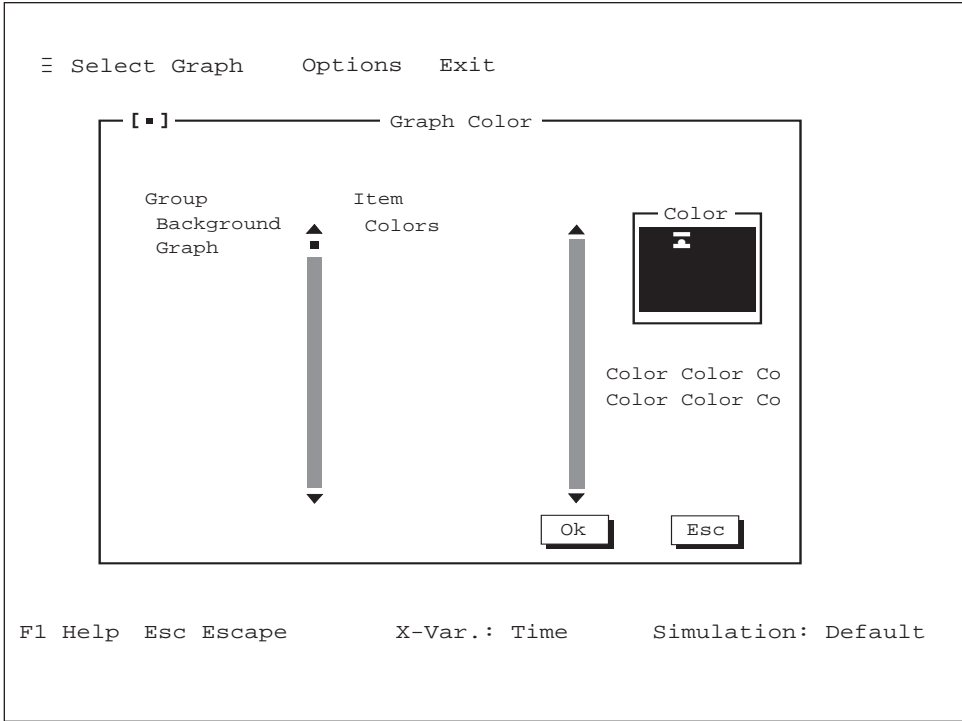 Ξ Select Graph Options Exit
[▪] Graph Color
Group Item
Background Colors
Graph
Color
Color Color Co
Color Color Co
Ok Esc
F1 Help Esc Escape X-Var.: Time Simulation: Default